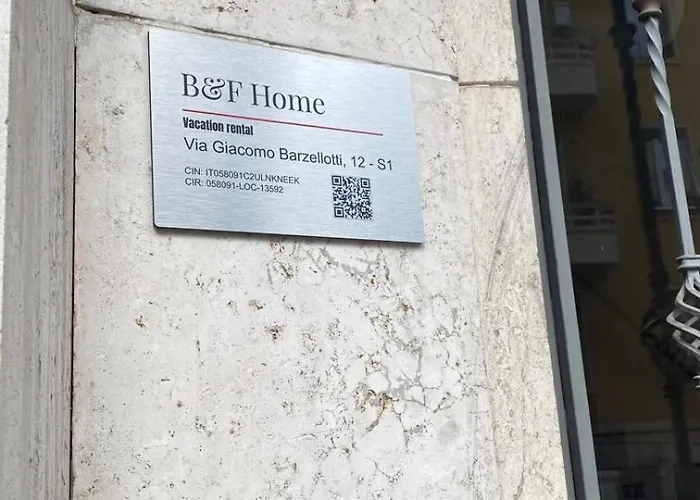 B&F Home
Vacation rental
Via Giacomo Barzellotti, 12 - S1
CIN: IT058091C2ULNKNEEK
CIR: 058091-LOC-13592